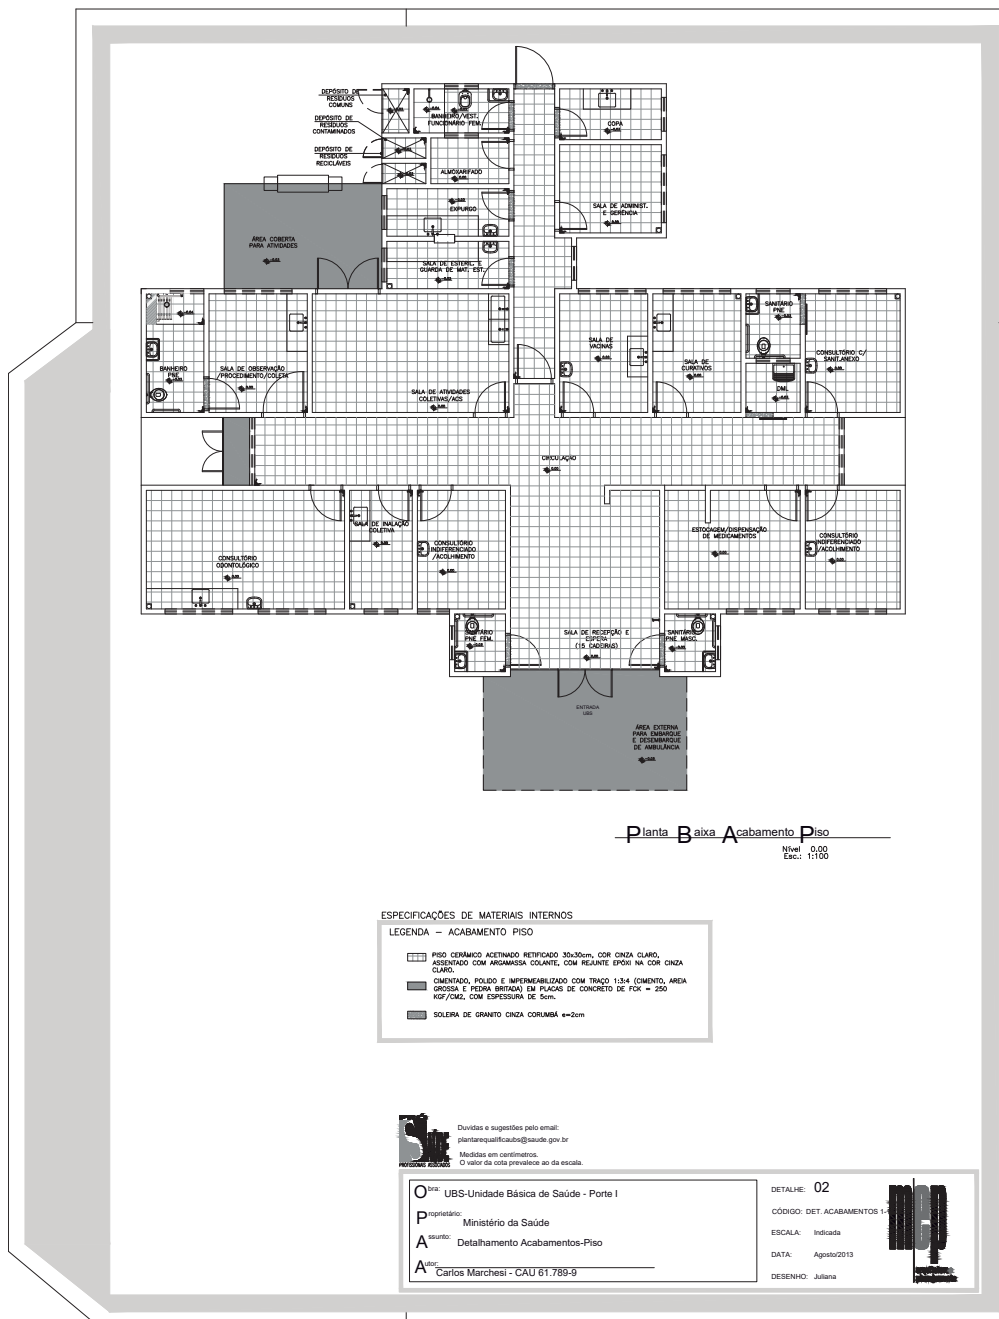 DEPÓSITO DE
RESÍDUOS
COMUNS
DEPÓSITO DE
RESÍDUOS
CONTAMINADOS
DEPÓSITO DE
RESÍDUOS
RECICLÁVEIS
BANHEIRO/VEST.
FUNCIONÁRIO FEM.
COPA
ALMOXARIFADO
EXPURGO
SALA DE ADMINIST.
E GERÊNCIA
ÁREA COBERTA
PARA ATIVIDADES
SALA DE ESTERIL. E
GUARDA DE MAT. EST.
BANHEIRO
PNE
SALA DE OBSERVAÇÃO
/PROCEDIMENTO/COLETA
SALA DE ATIVIDADES
COLETIVAS/ACS
SALA DE
VACINAS
SALA DE
CURATIVOS
SANITÁRIO
PNE
DML
CONSULTÓRIO C/
SANIT.ANEXO
CIRCULAÇÃO
CONSULTÓRIO
ODONTOLÓGICO
SALA DE INALAÇÃO
COLETIVA
CONSULTÓRIO
INDIFERENCIADO
/ACOLHIMENTO
ESTOCAGEM/DISPENSAÇÃO
DE MEDICAMENTOS
CONSULTÓRIO
INDIFERENCIADO
/ACOLHIMENTO
SANITÁRIO
PNE FEM.
SALA DE RECEPÇÃO E
ESPERA
(15 CADEIRAS)
SANITÁRIO
PNE MASC.
ENTRADA
UBS
ÁREA EXTERNA
PARA EMBARQUE
E DESEMBARQUE
DE AMBULÂNCIA
Planta Baixa Acabamento Piso
Nível 0.00
Esc.: 1:100
ESPECIFICAÇÕES DE MATERIAIS INTERNOS
LEGENDA – ACABAMENTO PISO
PISO CERÂMICO ACETINADO RETIFICADO 30x30cm, COR CINZA CLARO,
ASSENTADO COM ARGAMASSA COLANTE, COM REJUNTE EPÓXI NA COR CINZA
CLARO.
CIMENTADO, POLIDO E IMPERMEABILIZADO COM TRAÇO 1:3:4 (CIMENTO, AREIA
GROSSA E PEDRA BRITADA) EM PLACAS DE CONCRETO DE FCK = 250
KGF/CM2, COM ESPESSURA DE 5cm.
SOLEIRA DE GRANITO CINZA CORUMBÁ e=2cm
PROFISSIONAIS ASSOCIADOS
Duvidas e sugestões pelo email:
plantarequalificaubs@saude.gov.br
Medidas em centímetros.
O valor da cota prevalece ao da escala.
Obra: UBS-Unidade Básica de Saúde - Porte I
Proprietário: Ministério da Saúde
Assunto: Detalhamento Acabamentos-Piso
Autor: Carlos Marchesi - CAU 61.789-9
DETALHE: 02
CÓDIGO: DET. ACABAMENTOS 1-
ESCALA: Indicada
DATA: Agosto/2013
DESENHO: Juliana